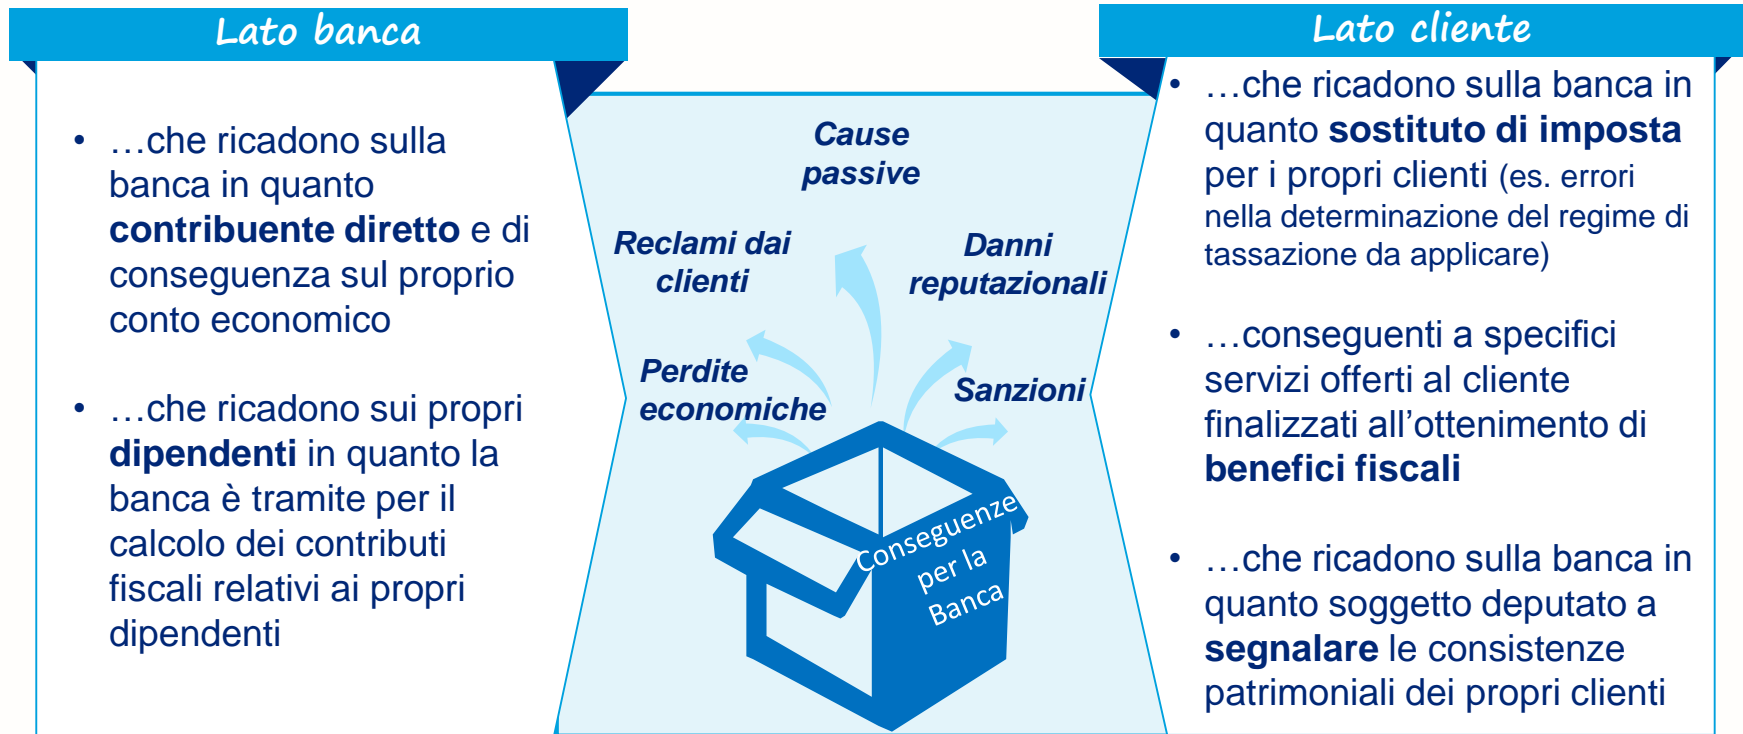 Lato banca
• …che ricadono sulla
banca in quanto
contribuente diretto e di
conseguenza sul proprio
conto economico
• …che ricadono sui propri
dipendenti in quanto la
banca è tramite per il
calcolo dei contributi
fiscali relativi ai propri
dipendenti
Cause
passive
Reclami dai
clienti
Danni
reputazionali
Perdite
economiche
Sanzioni
Conseguenze
per la
Banca
Lato cliente
• …che ricadono sulla banca in
quanto sostituto di imposta
per i propri clienti (es. errori
nella determinazione del regime di
tassazione da applicare)
• …conseguenti a specifici
servizi offerti al cliente
finalizzati all’ottenimento di
benefici fiscali
• …che ricadono sulla banca in
quanto soggetto deputato a
segnalare le consistenze
patrimoniali dei propri clienti